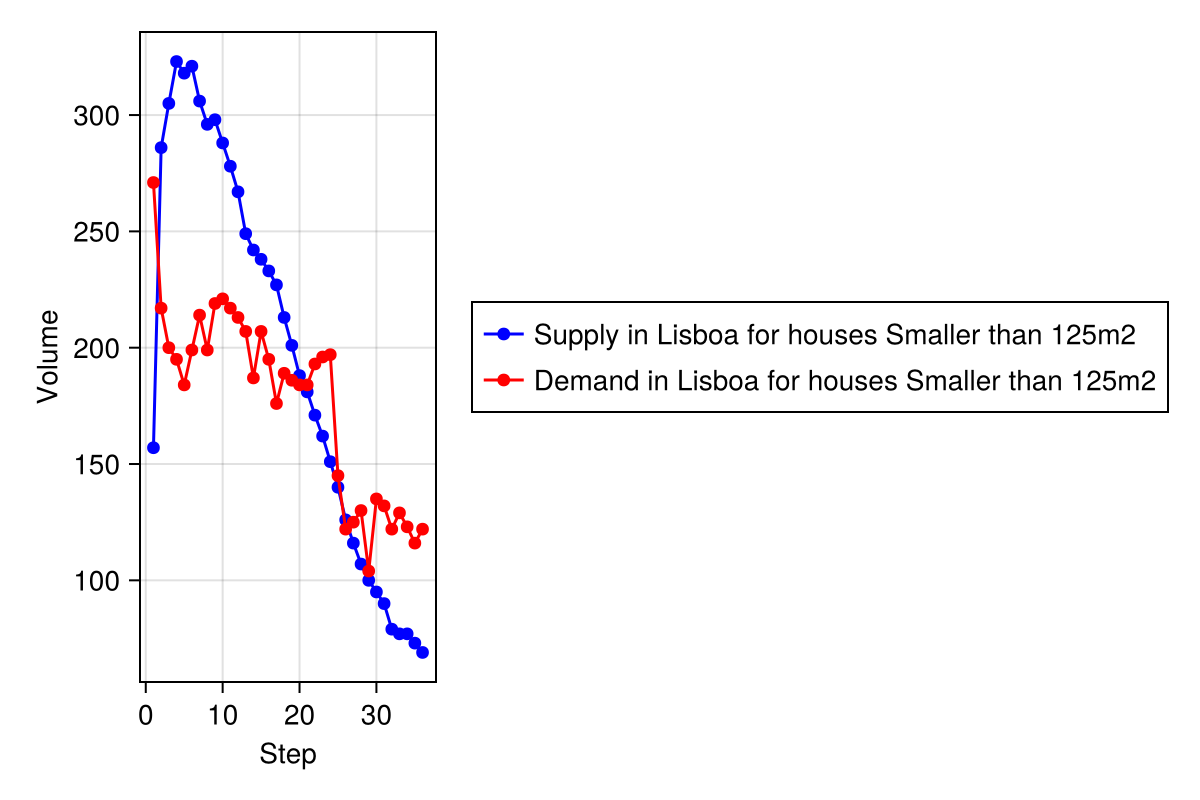 Volume
300
250
200
150
100
0 10 20 30
Step
Supply in Lisboa for houses Smaller than 125m2
Demand in Lisboa for houses Smaller than 125m2